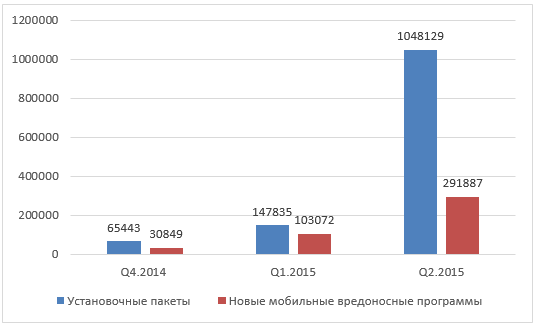 1200000
1000000
800000
600000
400000
200000
0
65443
30849
147835
103072
1048129
291887
Q4.2014
Q1.2015
Q2.2015
Установочные пакеты
Новые мобильные вредоносные программы